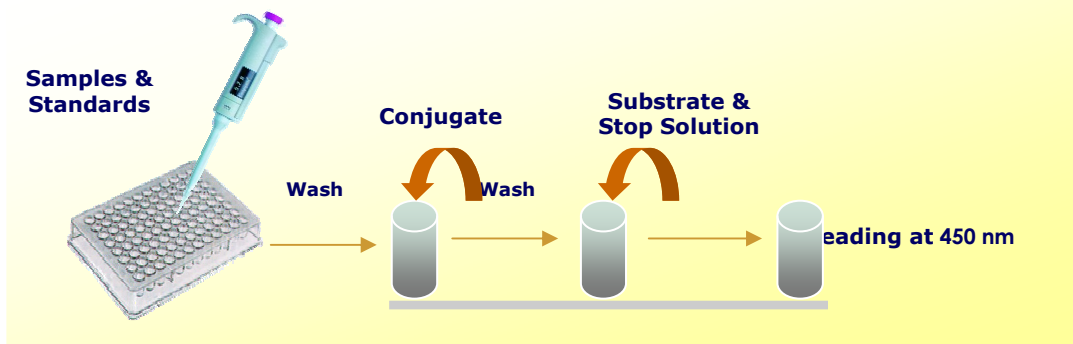 Samples &
Standards
Conjugate
Substrate &
Stop Solution
Wash
Wash
eading at 450 nm